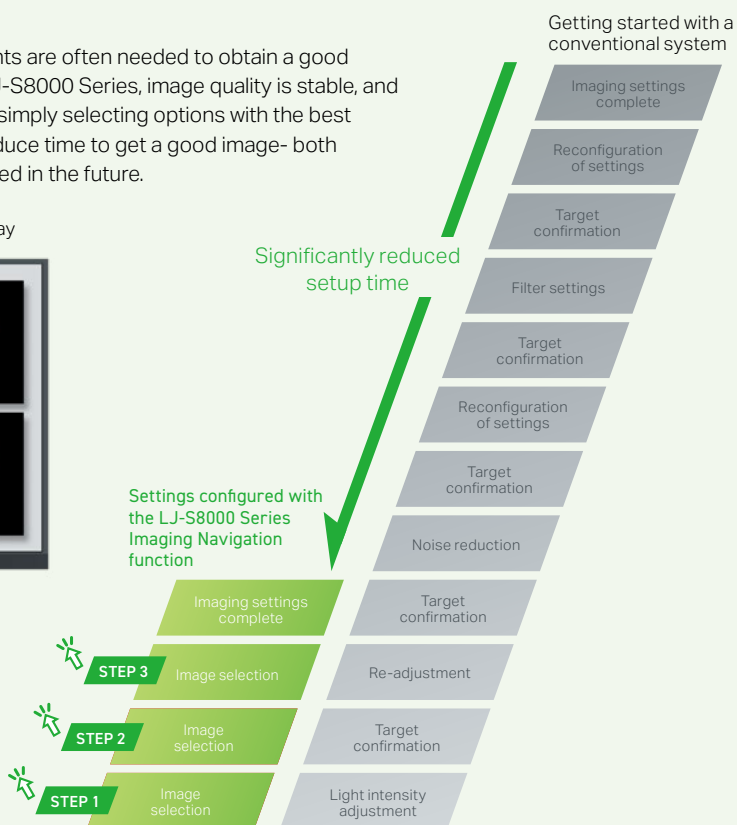 Getting started with a
conventional system
nts are often needed to obtain a good
J-S8000 Series, image quality is stable, and
simply selecting options with the best
duce time to get a good image- both
ed in the future.
ay
Significantly reduced
setup time
Imaging settings
complete
Reconfiguration
of settings
Target
confirmation
Filter settings
Target
confirmation
Reconfiguration
of settings
Target
confirmation
Noise reduction
Target
confirmation
Re-adjustment
Target
confirmation
Light intensity
adjustment
Settings configured with
the LJ-S8000 Series
Imaging Navigation
function
Imaging settings
complete
STEP 3
Image selection
STEP 2
Image
selection
STEP 1
Image
selection